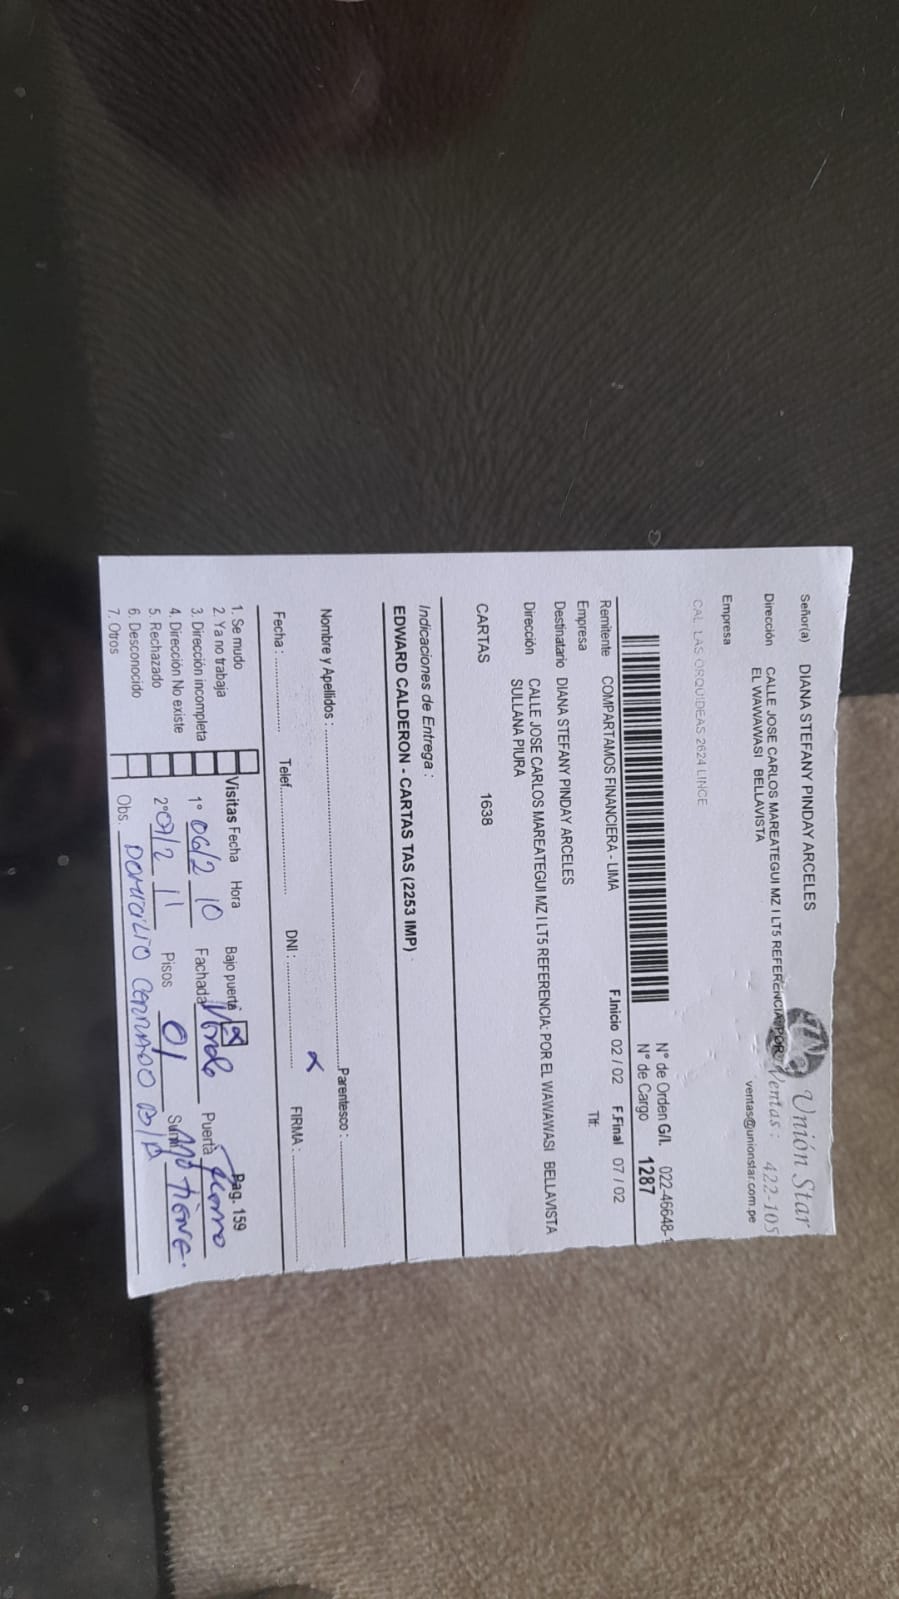 Unión Star
Señor(a) DIANA STEFANY PINDAY ARCELES
Dirección CALLE JOSE CARLOS MAREATEGUI MZ I LT5 REFERENCIA: POR Ventas: 422-105
EL WAWAWASI BELLAVISTA ventas@unionstar.com.pe
Empresa
CAL LAS ORQUIDEAS 2624 LINCE
N° de Orden G/I. 022-46648-
N° de Cargo 1287
Remitente COMPARTAMOS FINANCIERA - LIMA F.Inicio 02 / 02 F.Final 07 / 02
Empresa Tlf:
Destinatario DIANA STEFANY PINDAY ARCELES
Dirección CALLE JOSE CARLOS MAREATEGUI MZ I LT5 REFERENCIA: POR EL WAWAWASI BELLAVISTA
SULLANA PIURA
CARTAS 1638
Indicaciones de Entrega :
EDWARD CALDERON - CARTAS TAS (2253 IMP)
Nombre y Apellidos : Parentesco :
Fecha : Telef. DNI : FIRMA :
Pag. 159
1. Se mudo
2. Ya no trabaja
3. Dirección incompleta
4. Dirección No existe
5. Rechazado
6. Desconocido
7. Otros
Visitas Fecha Hora Bajo puerta X
1° 06/2 10 Fachada Verde Puerta Fierro
2° 07/2 11 Pisos 01 Sum. NO TIENE.
Obs. DOMICILIO CERRADO B/P